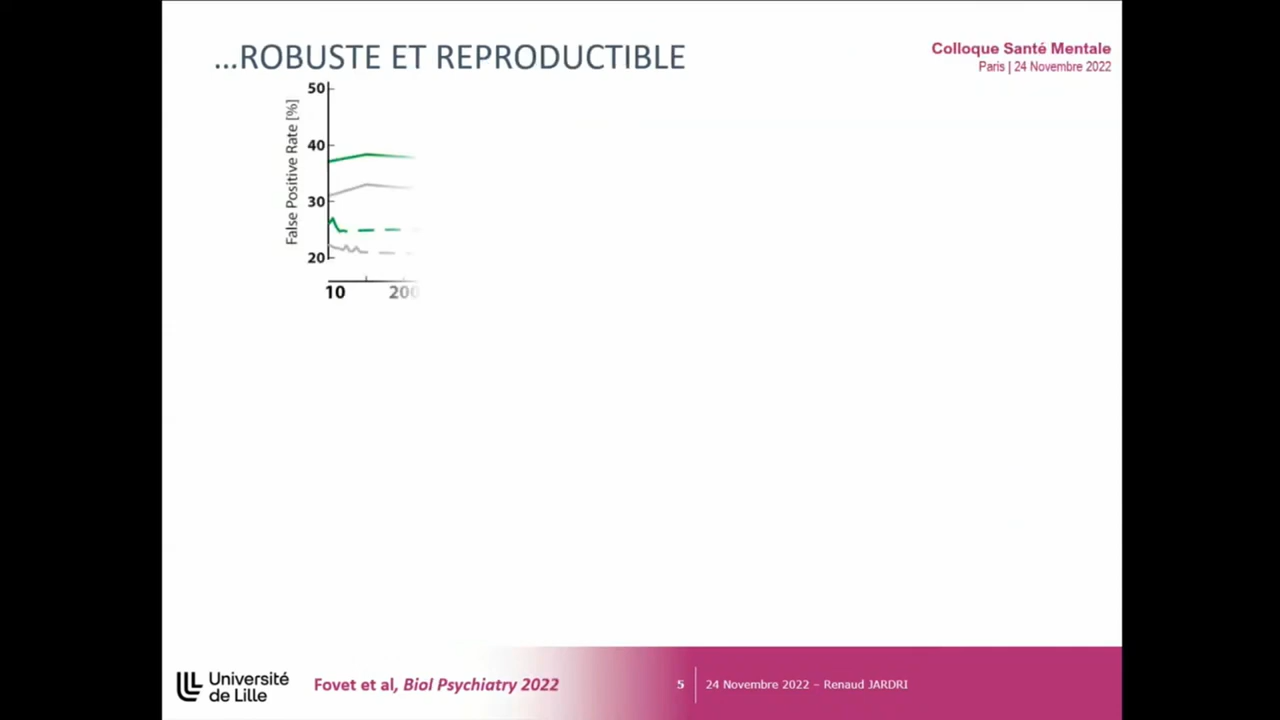 ...ROBUSTE ET REPRODUCTIBLE
Colloque Santé Mentale
Paris | 24 Novembre 2022
False Positive Rate [%]
50
40
30
20
10
200
Université
de Lille
Fovet et al, Biol Psychiatry 2022
5
24 Novembre 2022 – Renaud JARDRI